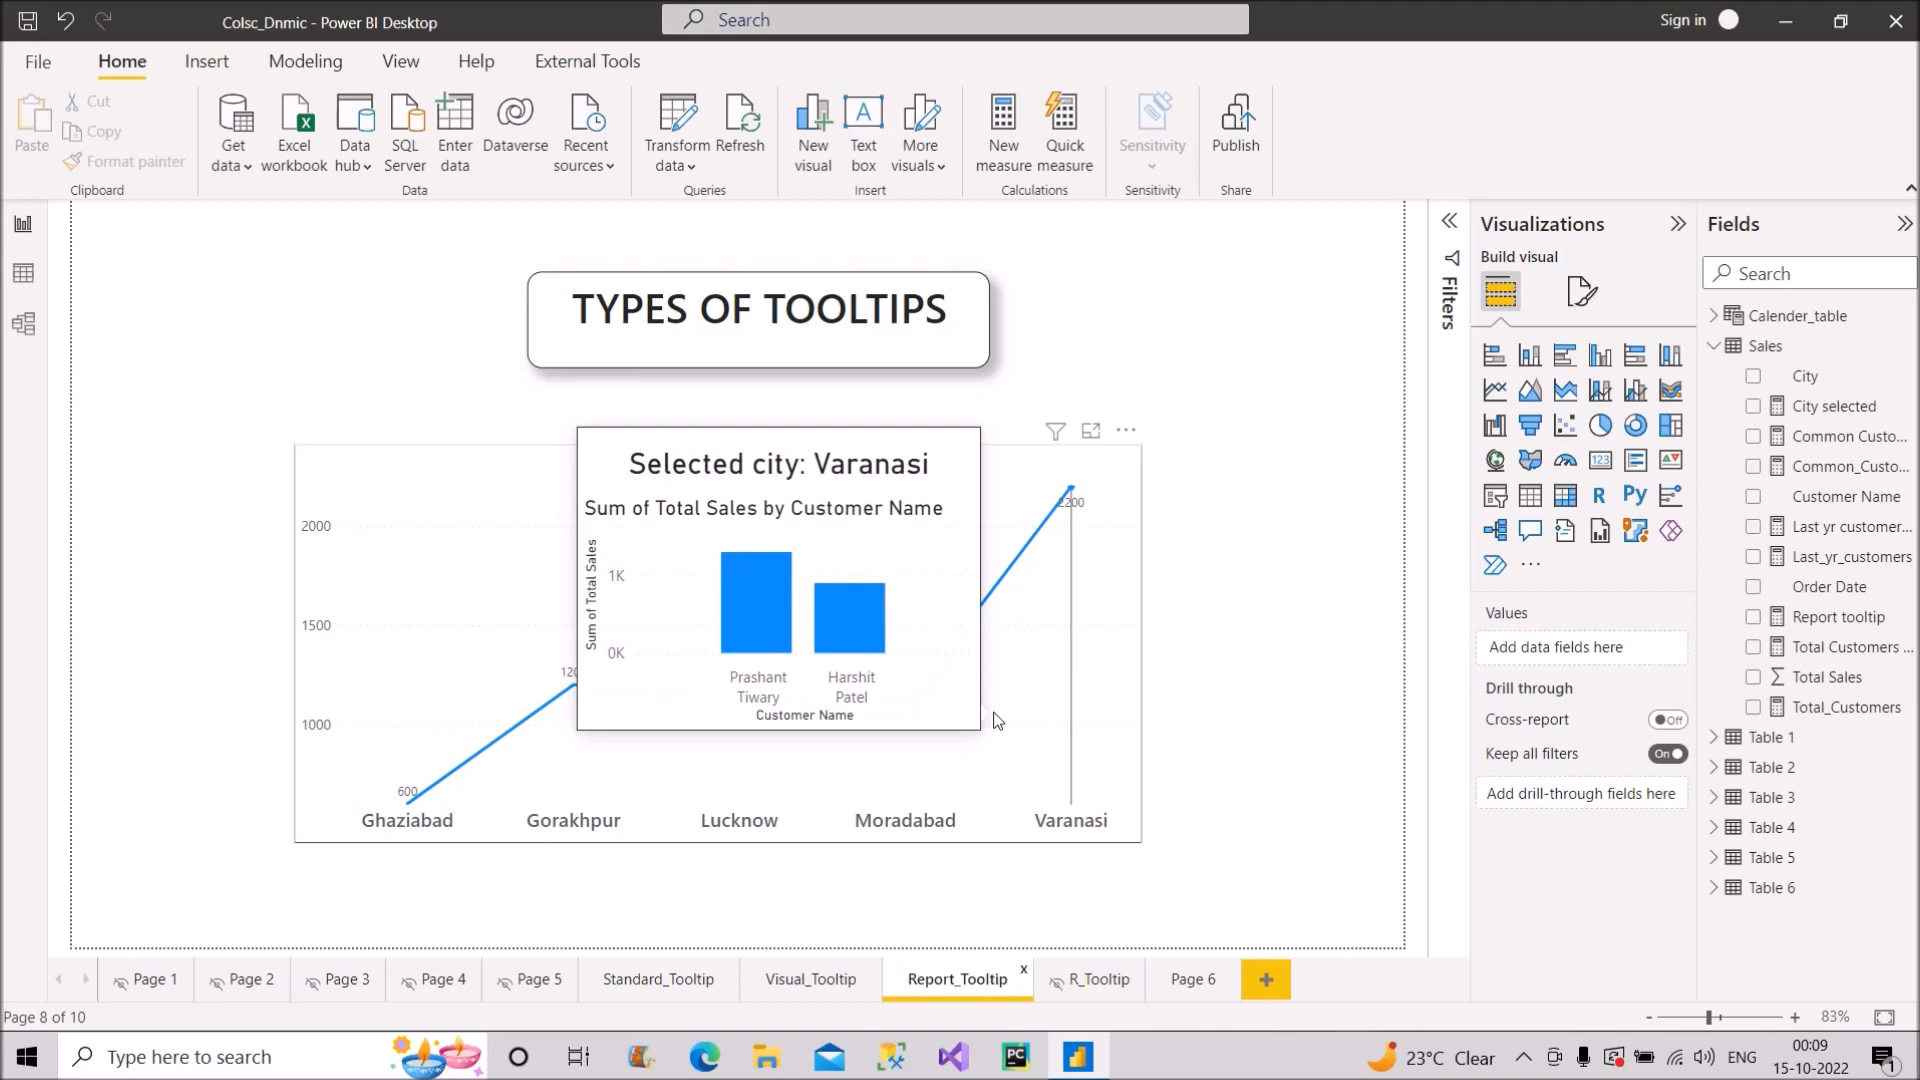 Colsc_Dnmic - Power BI Desktop
Search
Sign in
File
Home
Insert
Modeling
View
Help
External Tools
Paste
Cut
Copy
Format painter
Clipboard
Get
data
Excel
workbook
Data
hub
SQL
Server
Enter
data
Dataverse
Recent
sources
Data
Transform
data
Refresh
Queries
New
visual
Text
box
More
visuals
Insert
New
measure
Quick
measure
Calculations
Sensitivity
Sensitivity
Publish
Share
TYPES OF TOOLTIPS
Selected city: Varanasi
Sum of Total Sales by Customer Name
Sum of Total Sales
1K
0K
Prashant
Tiwary
Harshit
Patel
Customer Name
2000
1500
1000
600
120
2200
Ghaziabad
Gorakhpur
Lucknow
Moradabad
Varanasi
Filters
Visualizations
Build visual
123
R
Py
Values
Add data fields here
Drill through
Cross-report
Off
Keep all filters
On
Add drill-through fields here
Fields
Search
Calender_table
Sales
City
City selected
Common Custo...
Common_Custo...
Customer Name
Last yr customer...
Last_yr_customers
Order Date
Report tooltip
Total Customers ...
Total Sales
Total_Customers
Table 1
Table 2
Table 3
Table 4
Table 5
Table 6
Page 1
Page 2
Page 3
Page 4
Page 5
Standard_Tooltip
Visual_Tooltip
Report_Tooltip
x
R_Tooltip
Page 6
+
Page 8 of 10
- + 83%
Type here to search
PC
23°C Clear
ENG
00:09
15-10-2022
1